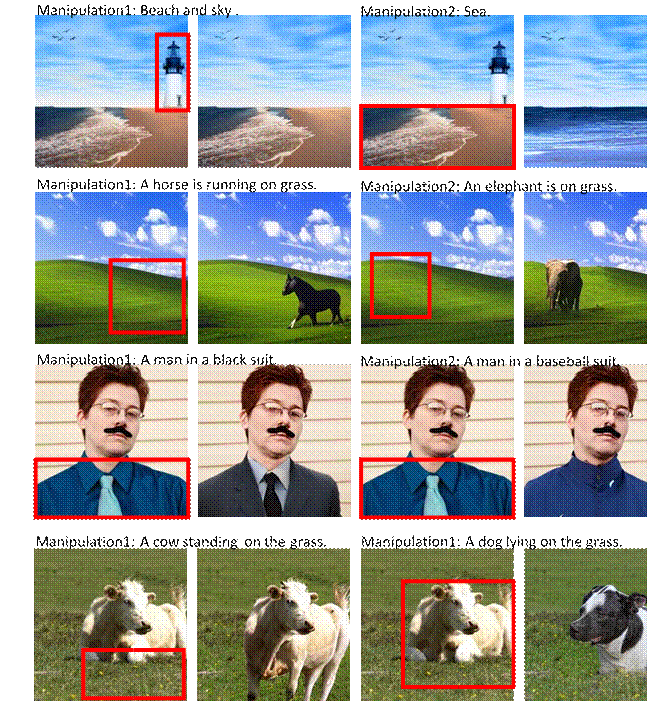 Manipulation1: Beach and sky .
Manipulation2: Sea.
Manipulation1: A horse is running on grass.
Manipulation2: An elephant is on grass.
Manipulation1: A man in a black suit.
Manipulation2: A man in a baseball suit.
Manipulation1: A cow standing on the grass.
Manipulation1: A dog lying on the grass.